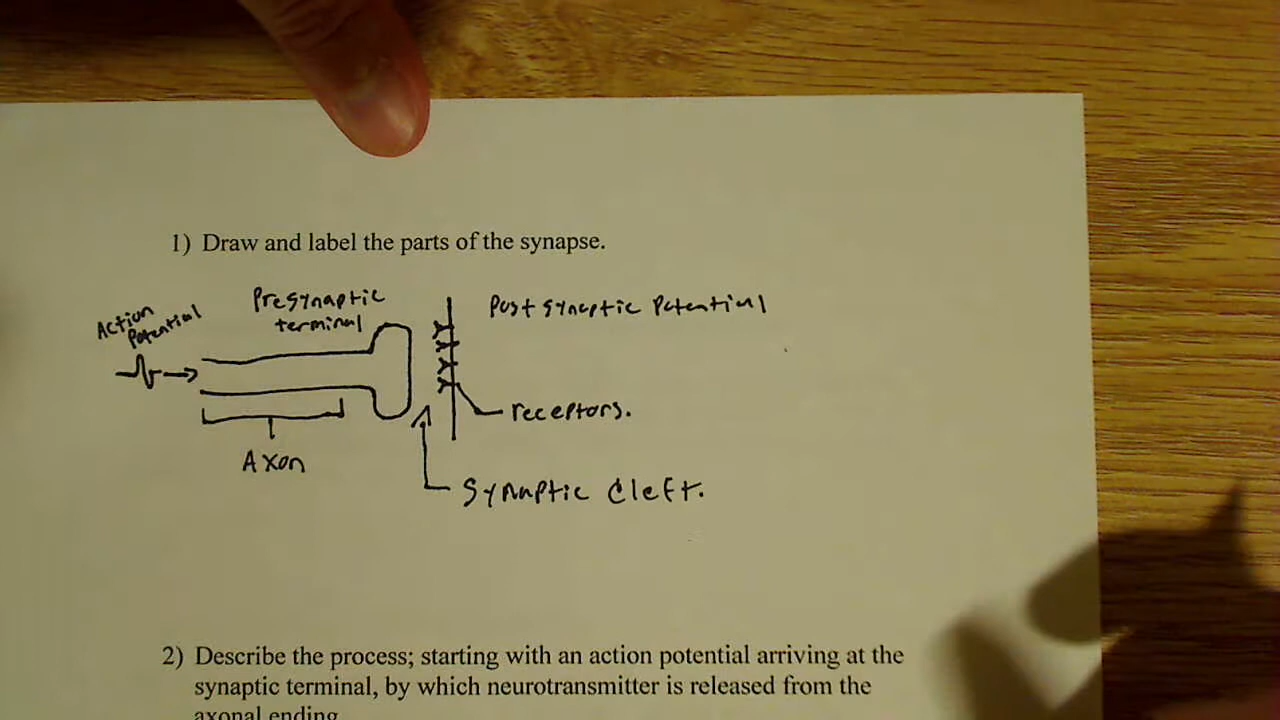 1) Draw and label the parts of the synapse.
Action Potential
Presynaptic terminal
Post synaptic Potential
receptors.
Axon
Synaptic Cleft.
2) Describe the process; starting with an action potential arriving at the
synaptic terminal, by which neurotransmitter is released from the
axonal ending